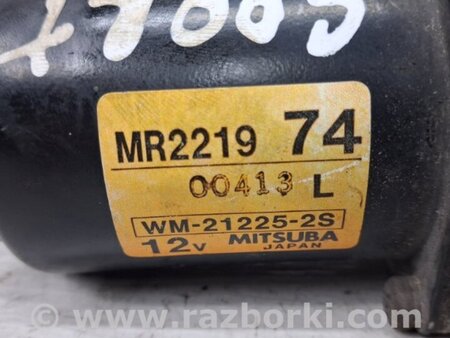 MR2219 74
00413 L
WM-21225-2S
12V MITSUBA
JAPAN
© www.razborki.com